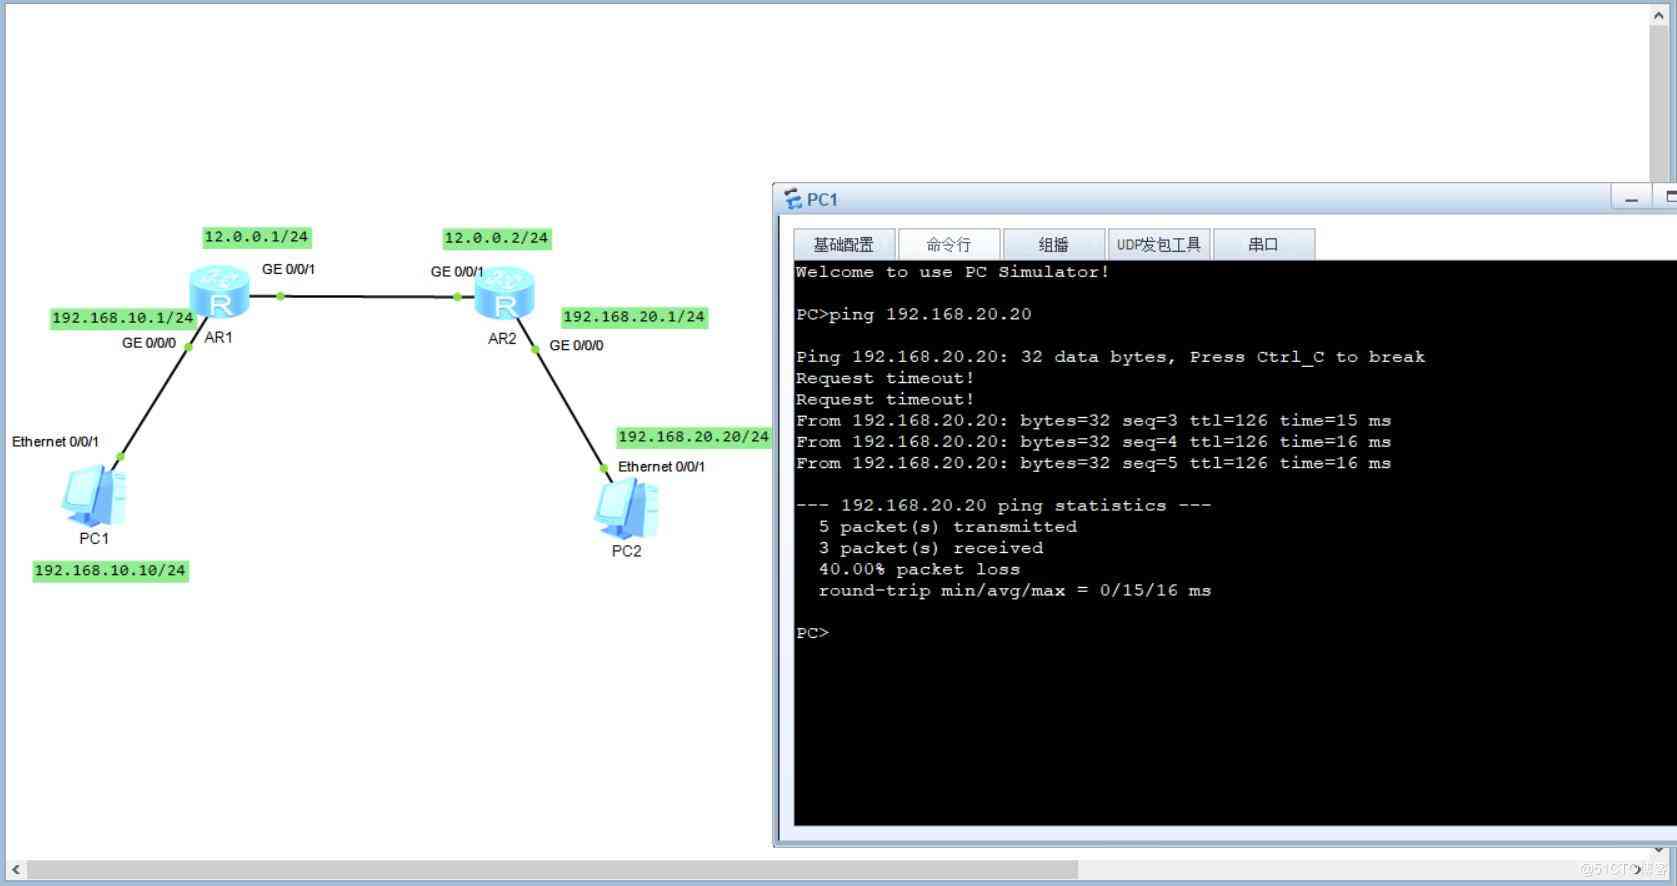 12.0.0.1/24
12.0.0.2/24
GE 0/0/1
GE 0/0/1
R
R
192.168.10.1/24
192.168.20.1/24
GE 0/0/0
AR1
AR2
GE 0/0/0
Ethernet 0/0/1
192.168.20.20/24
Ethernet 0/0/1
PC1
PC2
192.168.10.10/24
PC1
基础配置
命令行
组播
UDP发包工具
串口
Welcome to use PC Simulator!
PC>ping 192.168.20.20
Ping 192.168.20.20: 32 data bytes, Press Ctrl_C to break
Request timeout!
Request timeout!
From 192.168.20.20: bytes=32 seq=3 ttl=126 time=15 ms
From 192.168.20.20: bytes=32 seq=4 ttl=126 time=16 ms
From 192.168.20.20: bytes=32 seq=5 ttl=126 time=16 ms
--- 192.168.20.20 ping statistics ---
5 packet(s) transmitted
3 packet(s) received
40.00% packet loss
round-trip min/avg/max = 0/15/16 ms
PC>
@51CTO博客